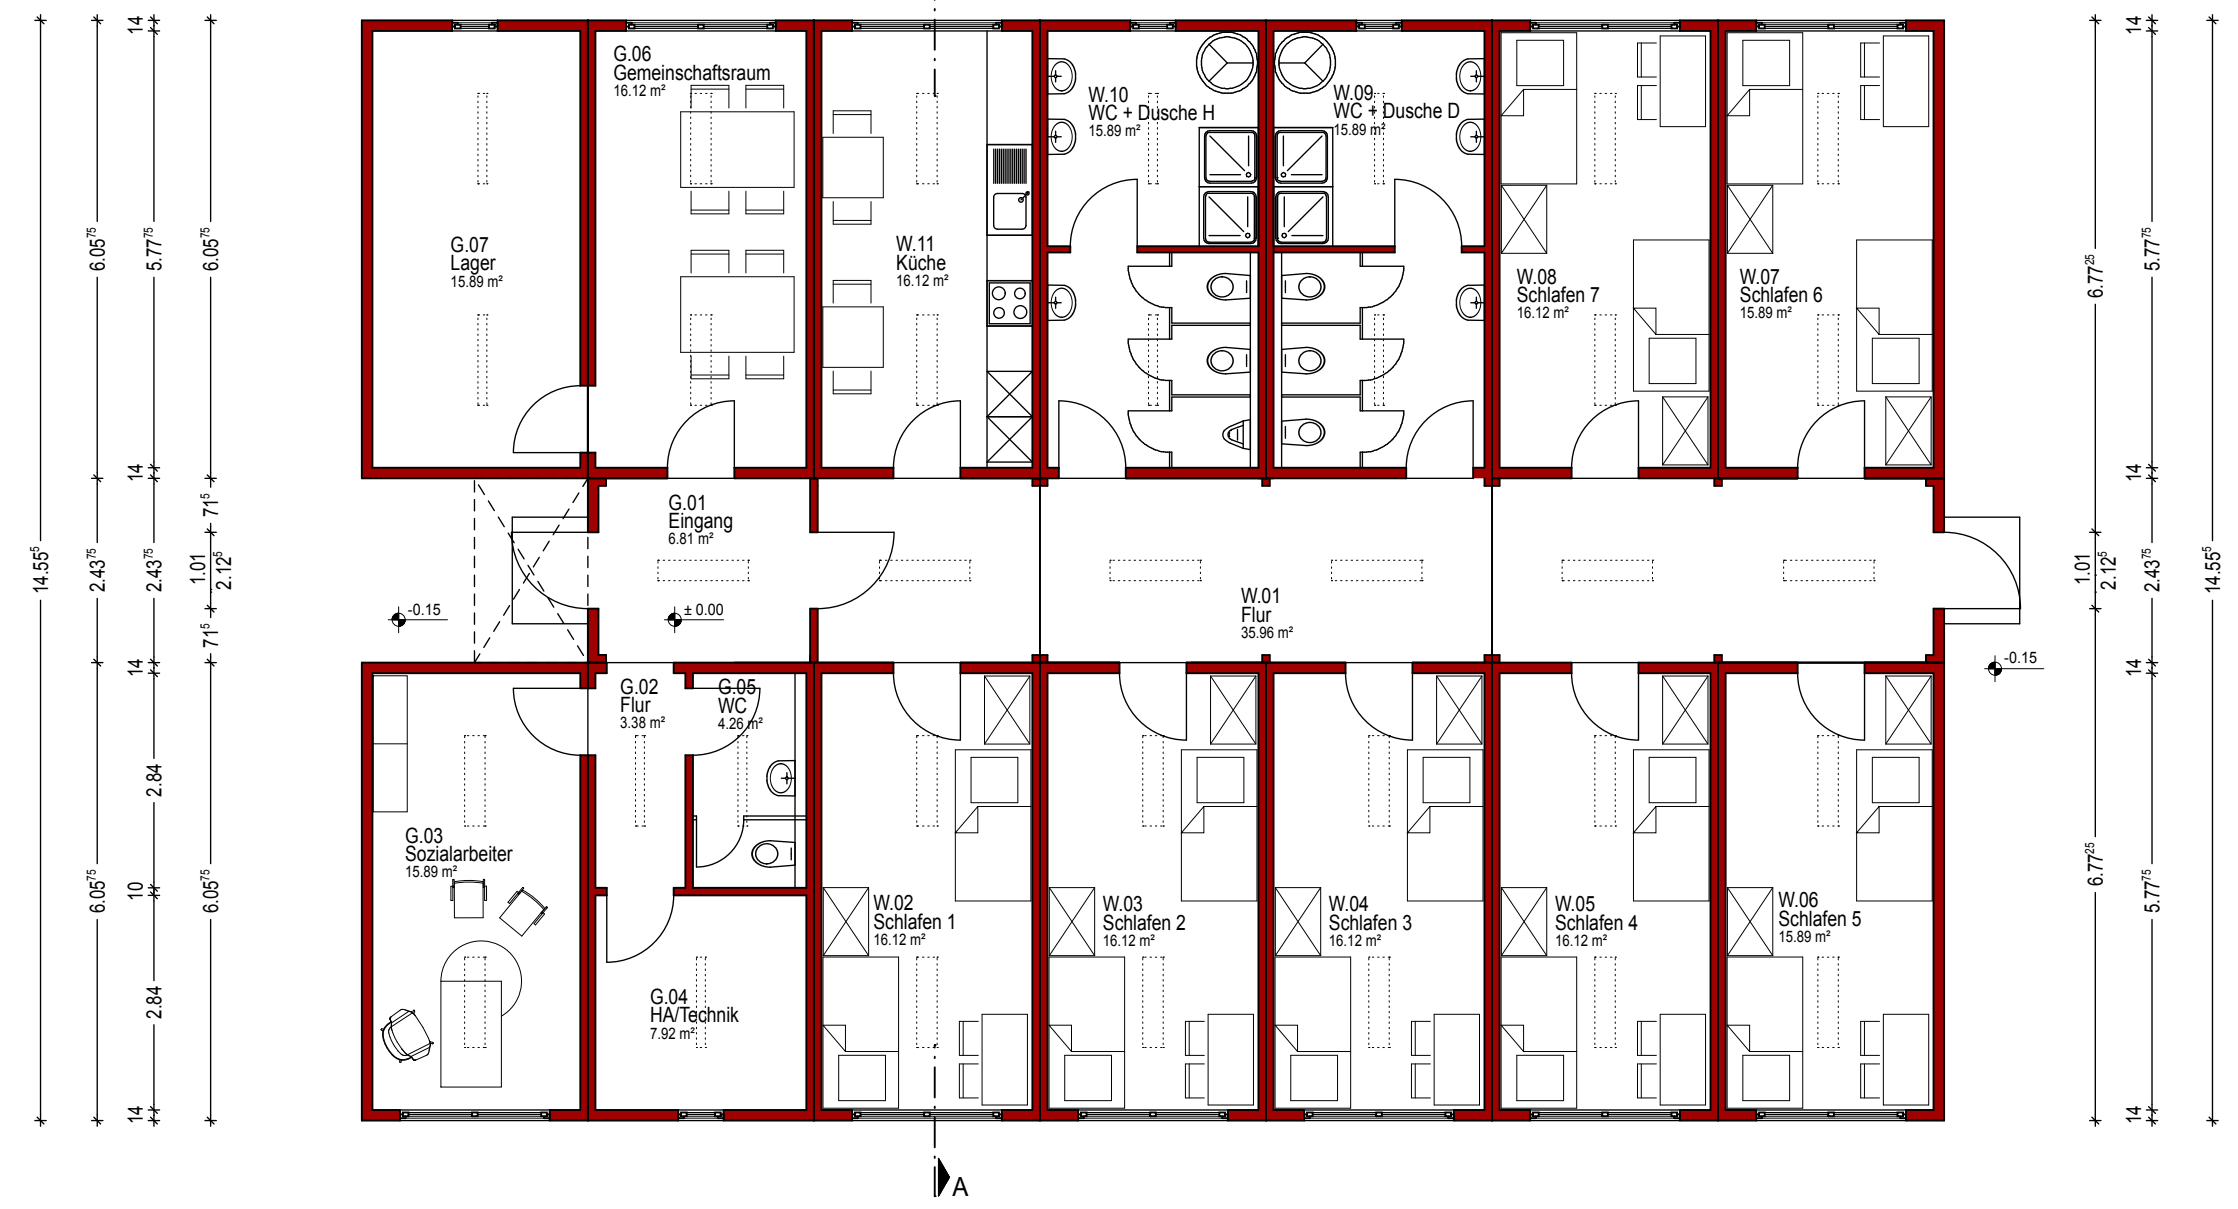 G.07
Lager
15.89 m²
G.06
Gemeinschaftsraum
16.12 m²
W.11
Küche
16.12 m²
W.10
WC + Dusche H
15.89 m²
W.09
WC + Dusche D
15.89 m²
W.08
Schlafen 7
16.12 m²
W.07
Schlafen 6
15.89 m²
G.01
Eingang
6.81 m²
-0.15
± 0.00
W.01
Flur
35.96 m²
-0.15
G.03
Sozialarbeiter
15.89 m²
G.02
Flur
3.38 m²
G.05
WC
4.26 m²
G.04
HA/Technik
7.92 m²
W.02
Schlafen 1
16.12 m²
W.03
Schlafen 2
16.12 m²
W.04
Schlafen 3
16.12 m²
W.05
Schlafen 4
16.12 m²
W.06
Schlafen 5
15.89 m²
A
14.55⁵
6.05⁷⁵
2.43⁷⁵
6.05⁷⁵
14
5.77⁷⁵
14
2.43⁷⁵
14
2.84
10
2.84
14
6.05⁷⁵
71⁵
1.01
2.12⁵
71⁵
6.05⁷⁵
6.77²⁵
1.01
2.12⁵
6.77²⁵
14
5.77⁷⁵
14
2.43⁷⁵
14
5.77⁷⁵
14
14.55⁵